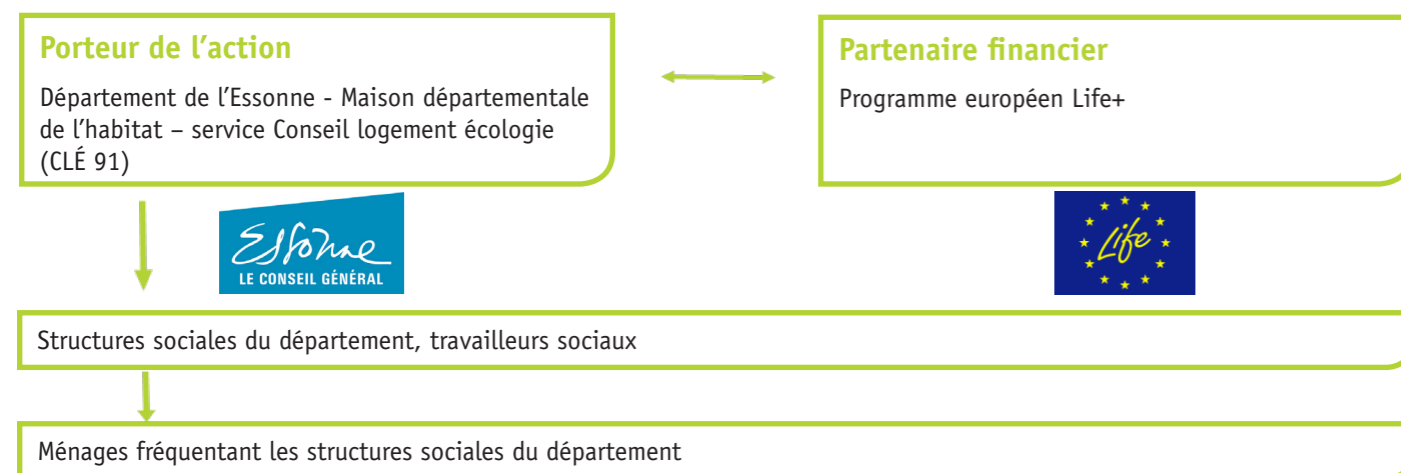 Porteur de l’action
Département de l’Essonne - Maison départementale
de l’habitat – service Conseil logement écologie
(CLÉ 91)
Partenaire financier
Programme européen Life+
Essonne
LE CONSEIL GÉNÉRAL
Life
Structures sociales du département, travailleurs sociaux
Ménages fréquentant les structures sociales du département